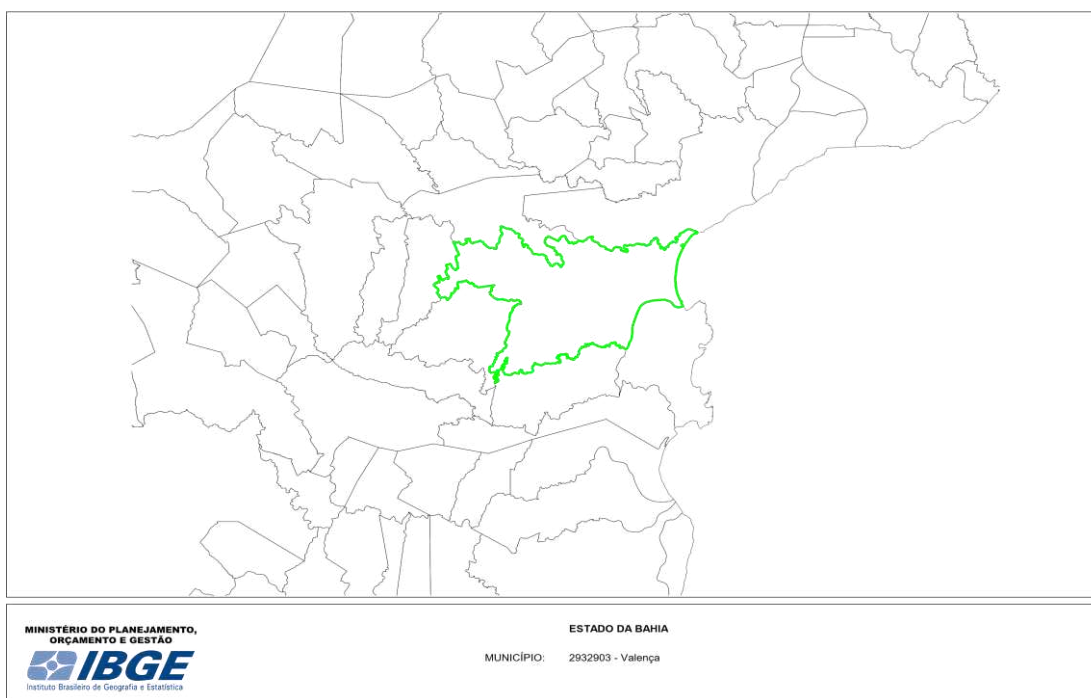 MINISTÉRIO DO PLANEJAMENTO,
ORÇAMENTO E GESTÃO
IBGE
Instituto Brasileiro de Geografia e Estatística
ESTADO DA BAHIA
MUNICÍPIO: 2932903 - Valença